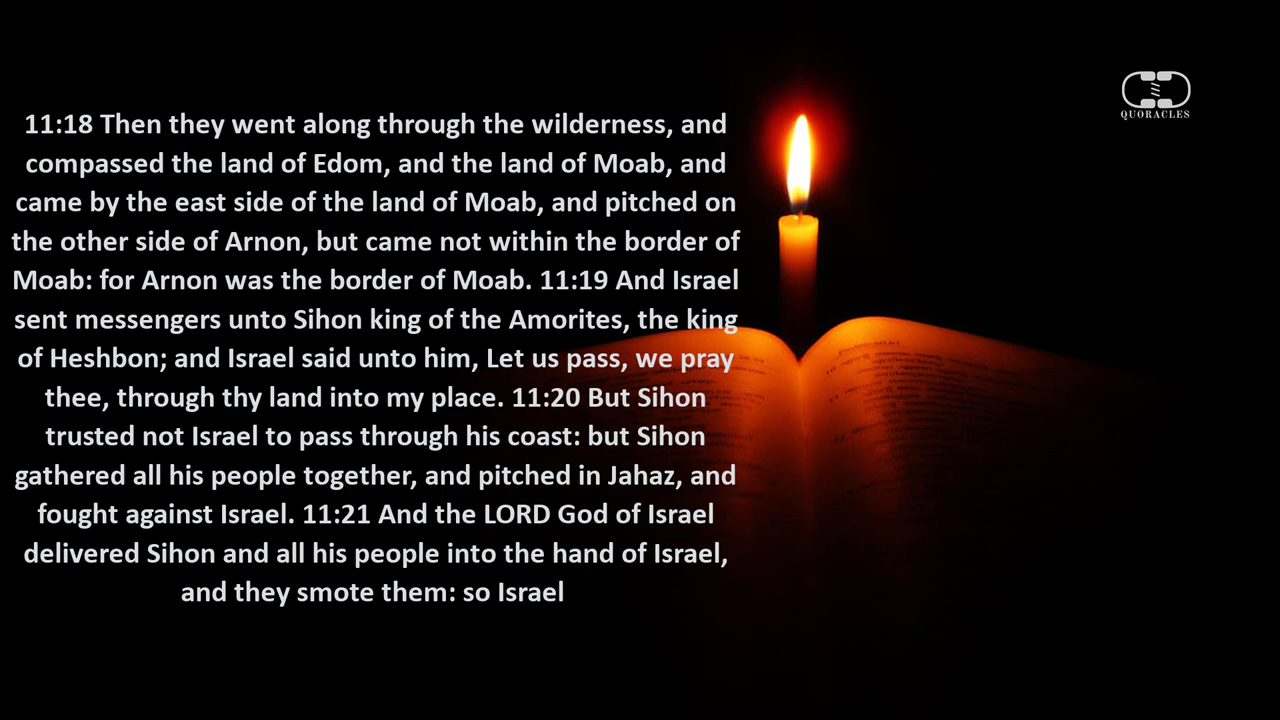 11:18 Then they went along through the wilderness, and
compassed the land of Edom, and the land of Moab, and
came by the east side of the land of Moab, and pitched on
the other side of Arnon, but came not within the border of
Moab: for Arnon was the border of Moab. 11:19 And Israel
sent messengers unto Sihon king of the Amorites, the king
of Heshbon; and Israel said unto him, Let us pass, we pray
thee, through thy land into my place. 11:20 But Sihon
trusted not Israel to pass through his coast: but Sihon
gathered all his people together, and pitched in Jahaz, and
fought against Israel. 11:21 And the LORD God of Israel
delivered Sihon and all his people into the hand of Israel,
and they smote them: so Israel
QUORACLES